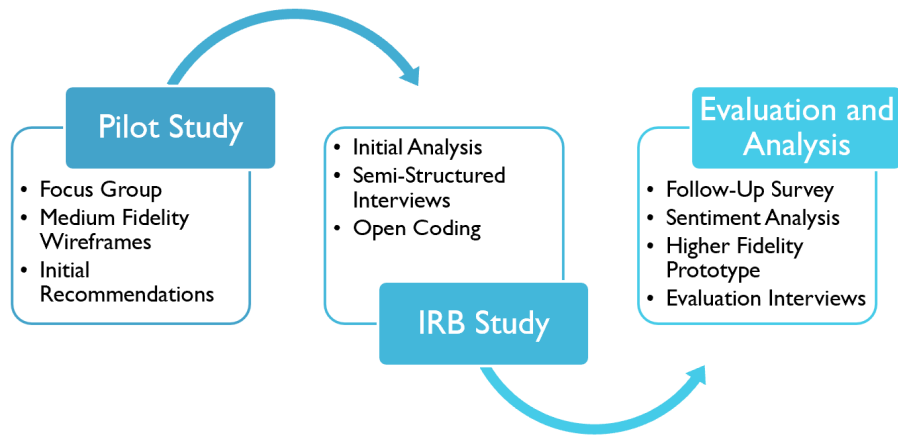 Pilot Study
• Focus Group
• Medium Fidelity
Wireframes
• Initial
Recommendations
• Initial Analysis
• Semi-Structured
Interviews
• Open Coding
IRB Study
Evaluation and
Analysis
• Follow-Up Survey
• Sentiment Analysis
• Higher Fidelity
Prototype
• Evaluation Interviews